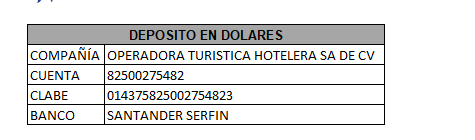 DEPOSITO EN DOLARES
COMPAÑÍA OPERADORA TURISTICA HOTELERA SA DE CV
CUENTA 82500275482
CLABE 014375825002754823
BANCO SANTANDER SERFIN